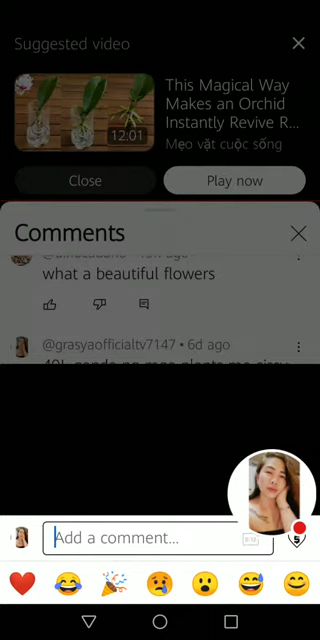 Suggested video
This Magical Way
Makes an Orchid
Instantly Revive R...
12:01
Mẹo vặt cuộc sống
Close
Play now
Comments
what a beautiful flowers
@grasyaofficialtv7147 • 6d ago
Add a comment...
5